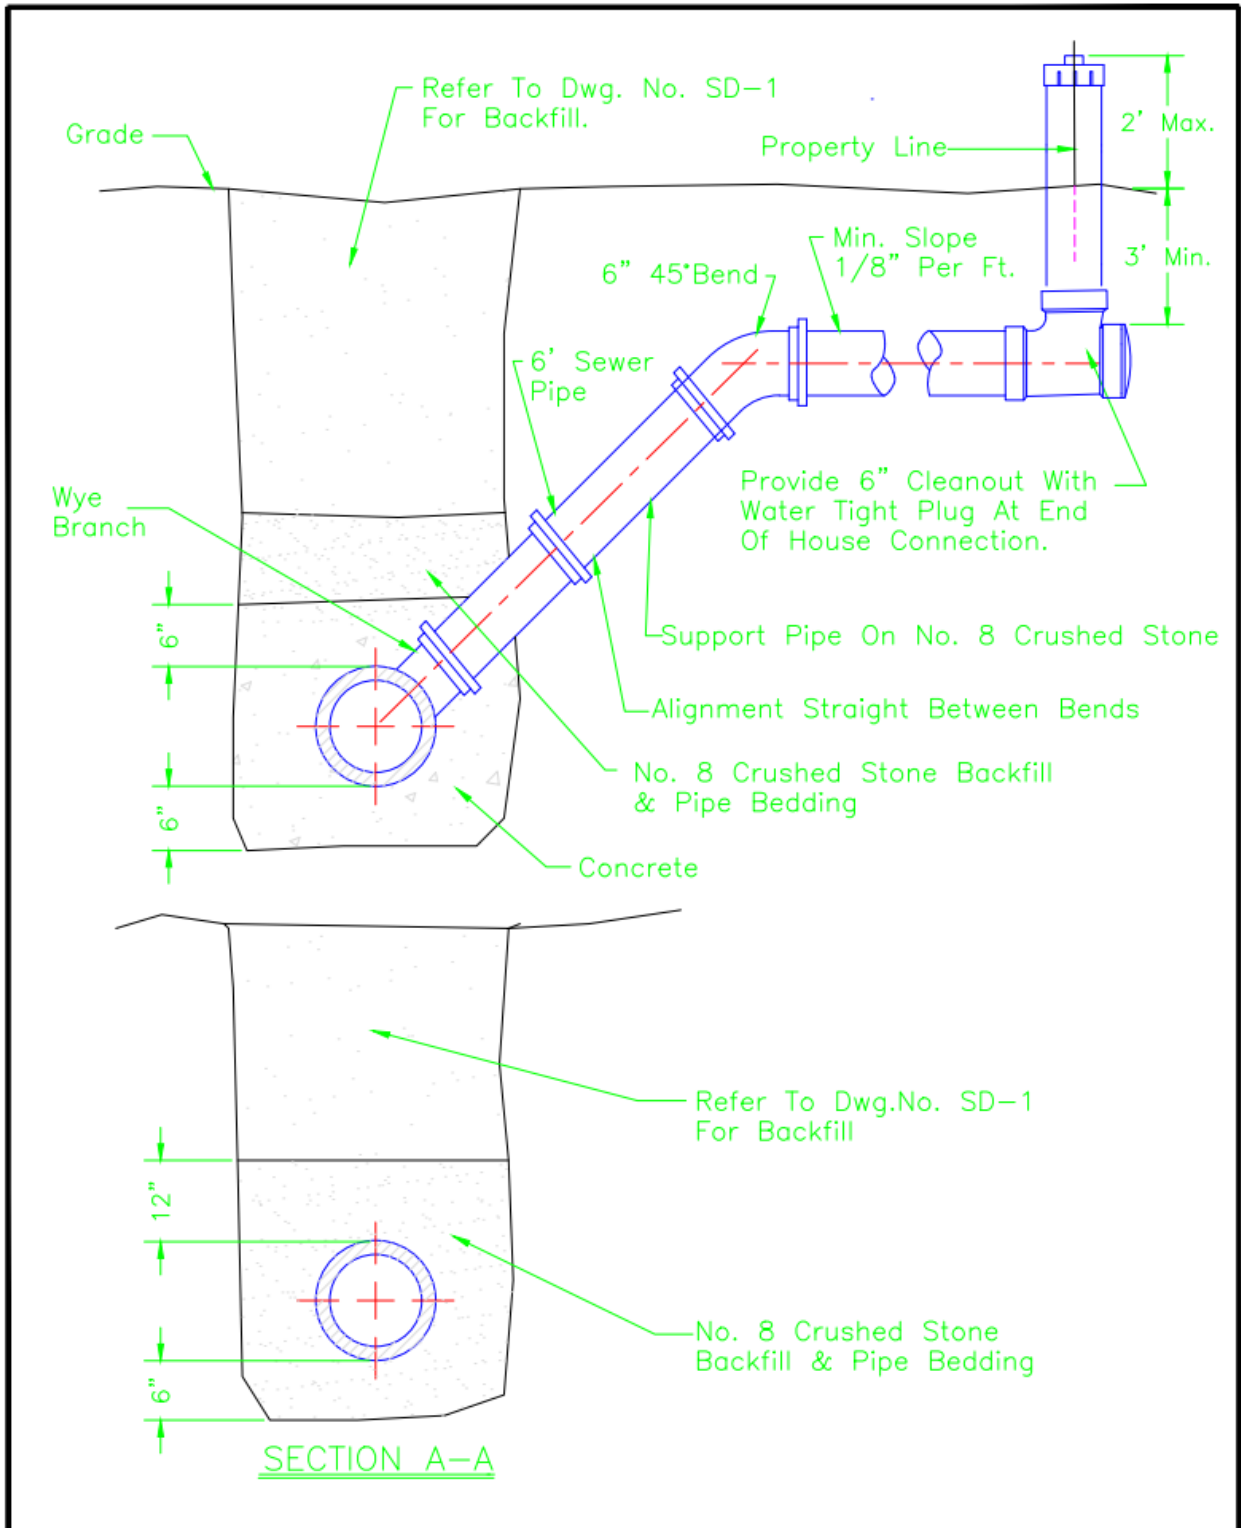 Refer To Dwg. No. SD-1
For Backfill.
Grade
Property Line
2' Max.
Min. Slope
1/8" Per Ft.
6" 45°Bend
3' Min.
6' Sewer
Pipe
Wye
Branch
Provide 6" Cleanout With
Water Tight Plug At End
Of House Connection.
6"
Support Pipe On No. 8 Crushed Stone
Alignment Straight Between Bends
No. 8 Crushed Stone Backfill
& Pipe Bedding
6"
Concrete
Refer To Dwg.No. SD-1
For Backfill
12"
No. 8 Crushed Stone
Backfill & Pipe Bedding
6"
SECTION A-A